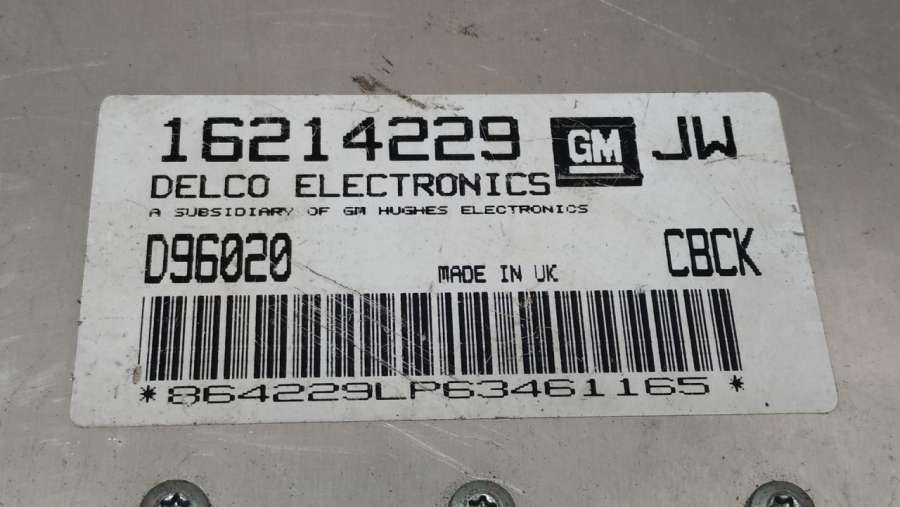 16214229 GM JW
DELCO ELECTRONICS
A SUBSIDIARY OF GM HUGHES ELECTRONICS
D96020 MADE IN UK CBCK
*864229LP63461165*